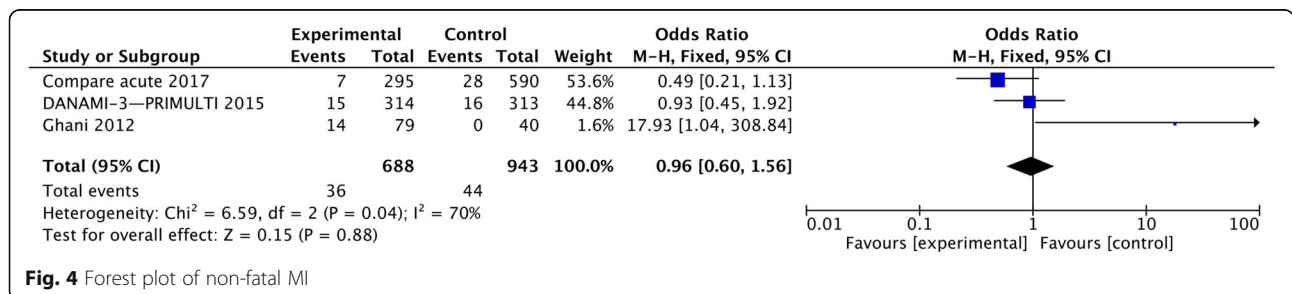 Experimental Control Odds Ratio Odds Ratio
Study or Subgroup Events Total Events Total Weight M-H, Fixed, 95% CI M-H, Fixed, 95% CI
Compare acute 2017 7 295 28 590 53.6% 0.49 [0.21, 1.13]
DANAMI-3—PRIMULTI 2015 15 314 16 313 44.8% 0.93 [0.45, 1.92]
Ghani 2012 14 79 0 40 1.6% 17.93 [1.04, 308.84]
Total (95% CI) 688 943 100.0% 0.96 [0.60, 1.56]
Total events 36 44
Heterogeneity: Chi² = 6.59, df = 2 (P = 0.04); I² = 70%
Test for overall effect: Z = 0.15 (P = 0.88)
0.01 0.1 1 10 100
Favours [experimental] Favours [control]
Fig. 4 Forest plot of non-fatal MI